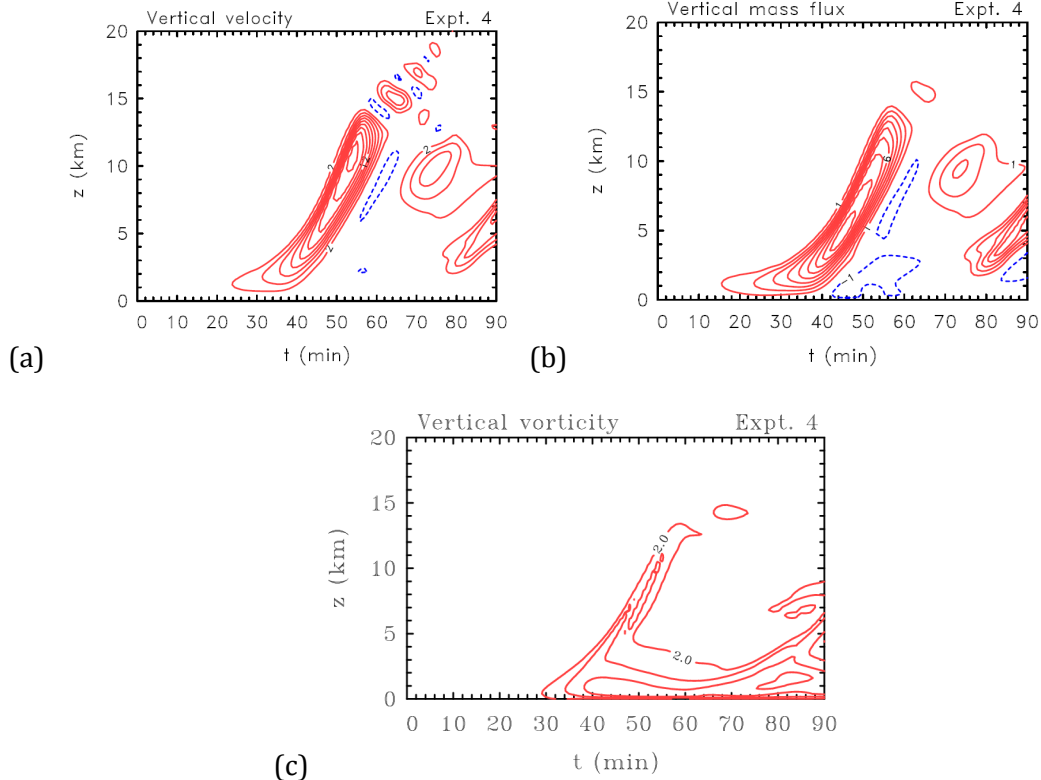 Vertical velocity Expt. 4
20
15
10
5
0
z (km)
2
2
12
2
0 10 20 30 40 50 60 70 80 90
t (min)
(a)
Vertical mass flux Expt. 4
20
15
10
5
0
z (km)
1
6
1
1
-1
0 10 20 30 40 50 60 70 80 90
t (min)
(b)
Vertical vorticity Expt. 4
20
15
10
5
0
z (km)
2.0
2.0
0 10 20 30 40 50 60 70 80 90
t (min)
(c)